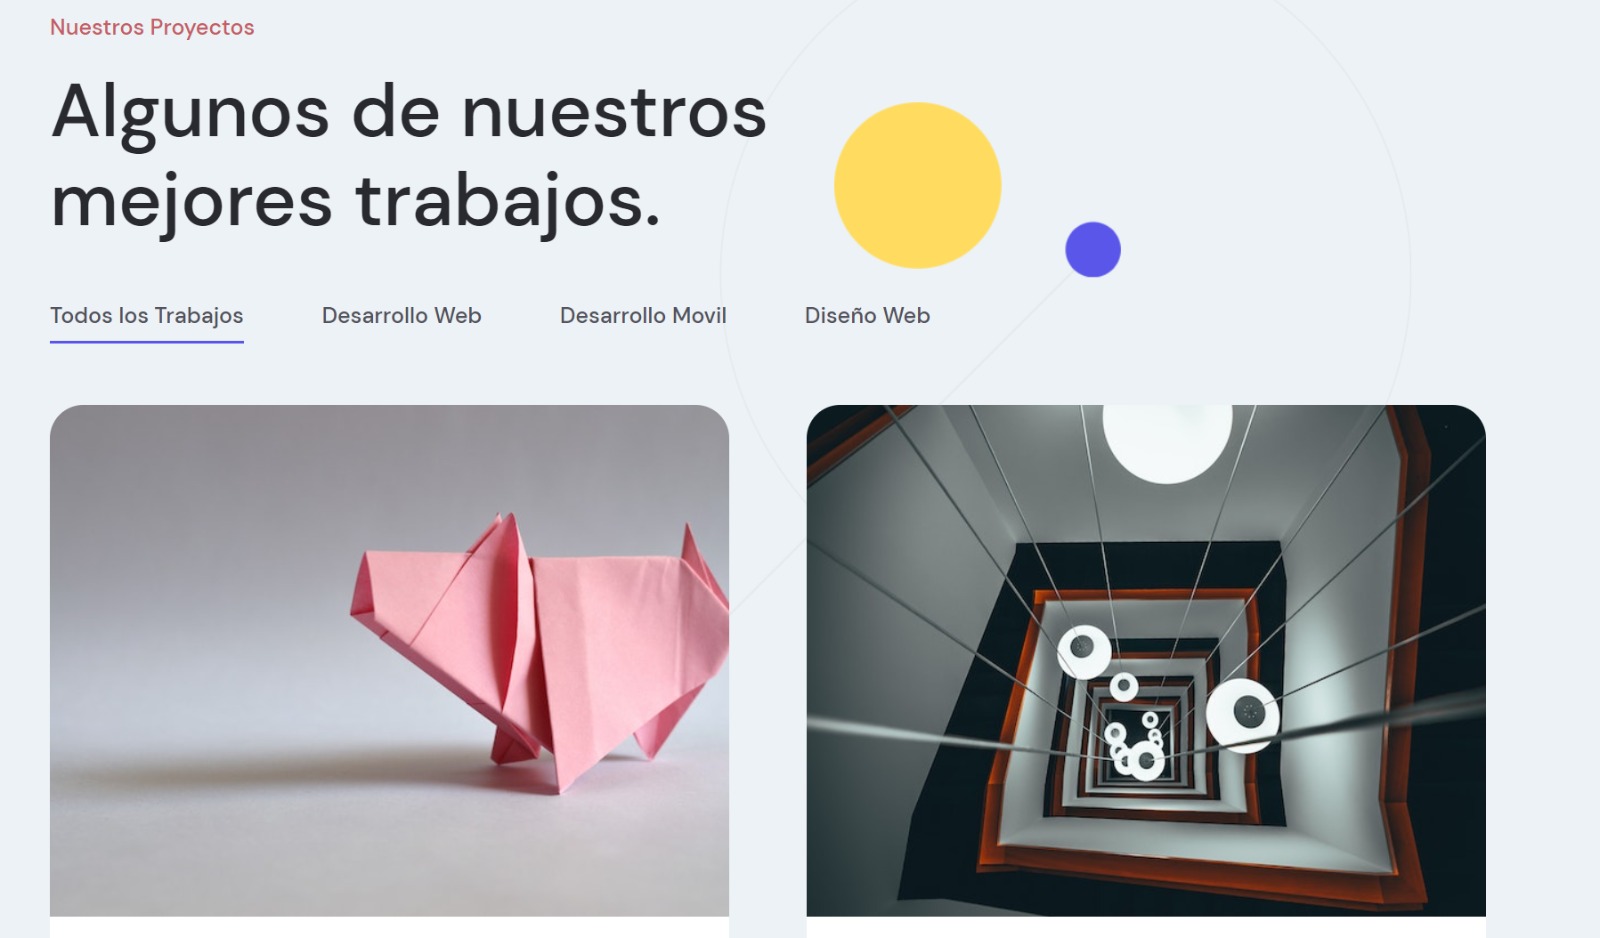 Nuestros Proyectos
Algunos de nuestros
mejores trabajos.
Todos los Trabajos Desarrollo Web Desarrollo Movil Diseño Web